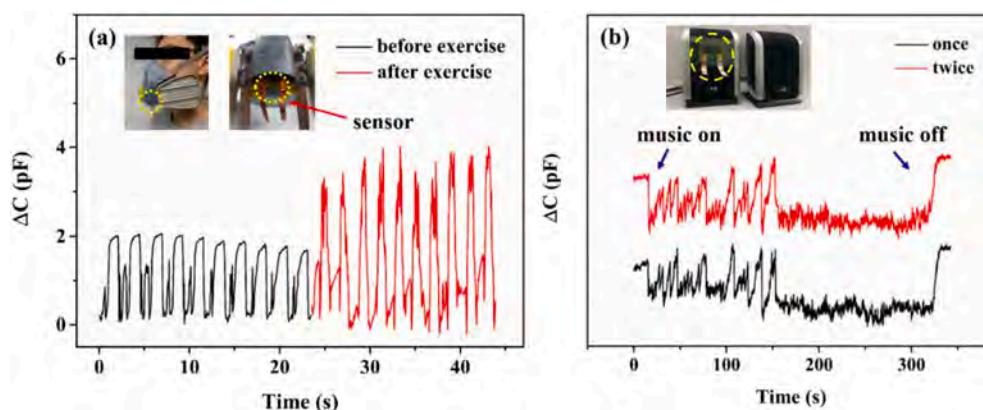 (a)
before exercise
after exercise
sensor
6
4
2
0
ΔC (pF)
0 10 20 30 40
Time (s)
(b)
once
twice
music on
music off
ΔC (pF)
0 100 200 300
Time (s)